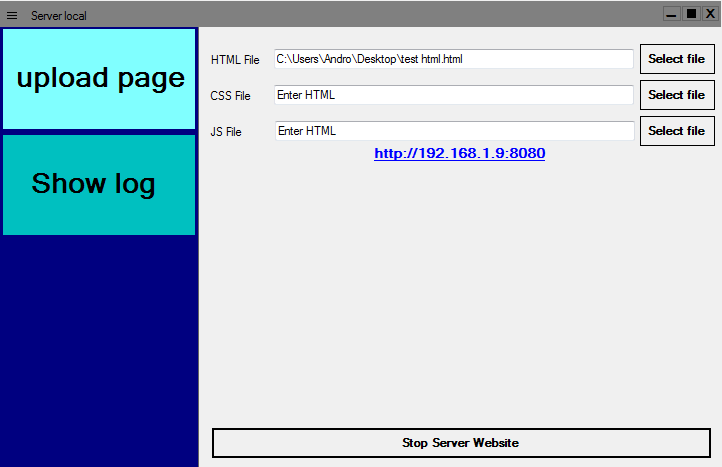 Server local
X
upload page
Show log
HTML File
C:\Users\Andro\Desktop\test html.html
Select file
CSS File
Enter HTML
Select file
JS File
Enter HTML
Select file
http://192.168.1.9:8080
Stop Server Website